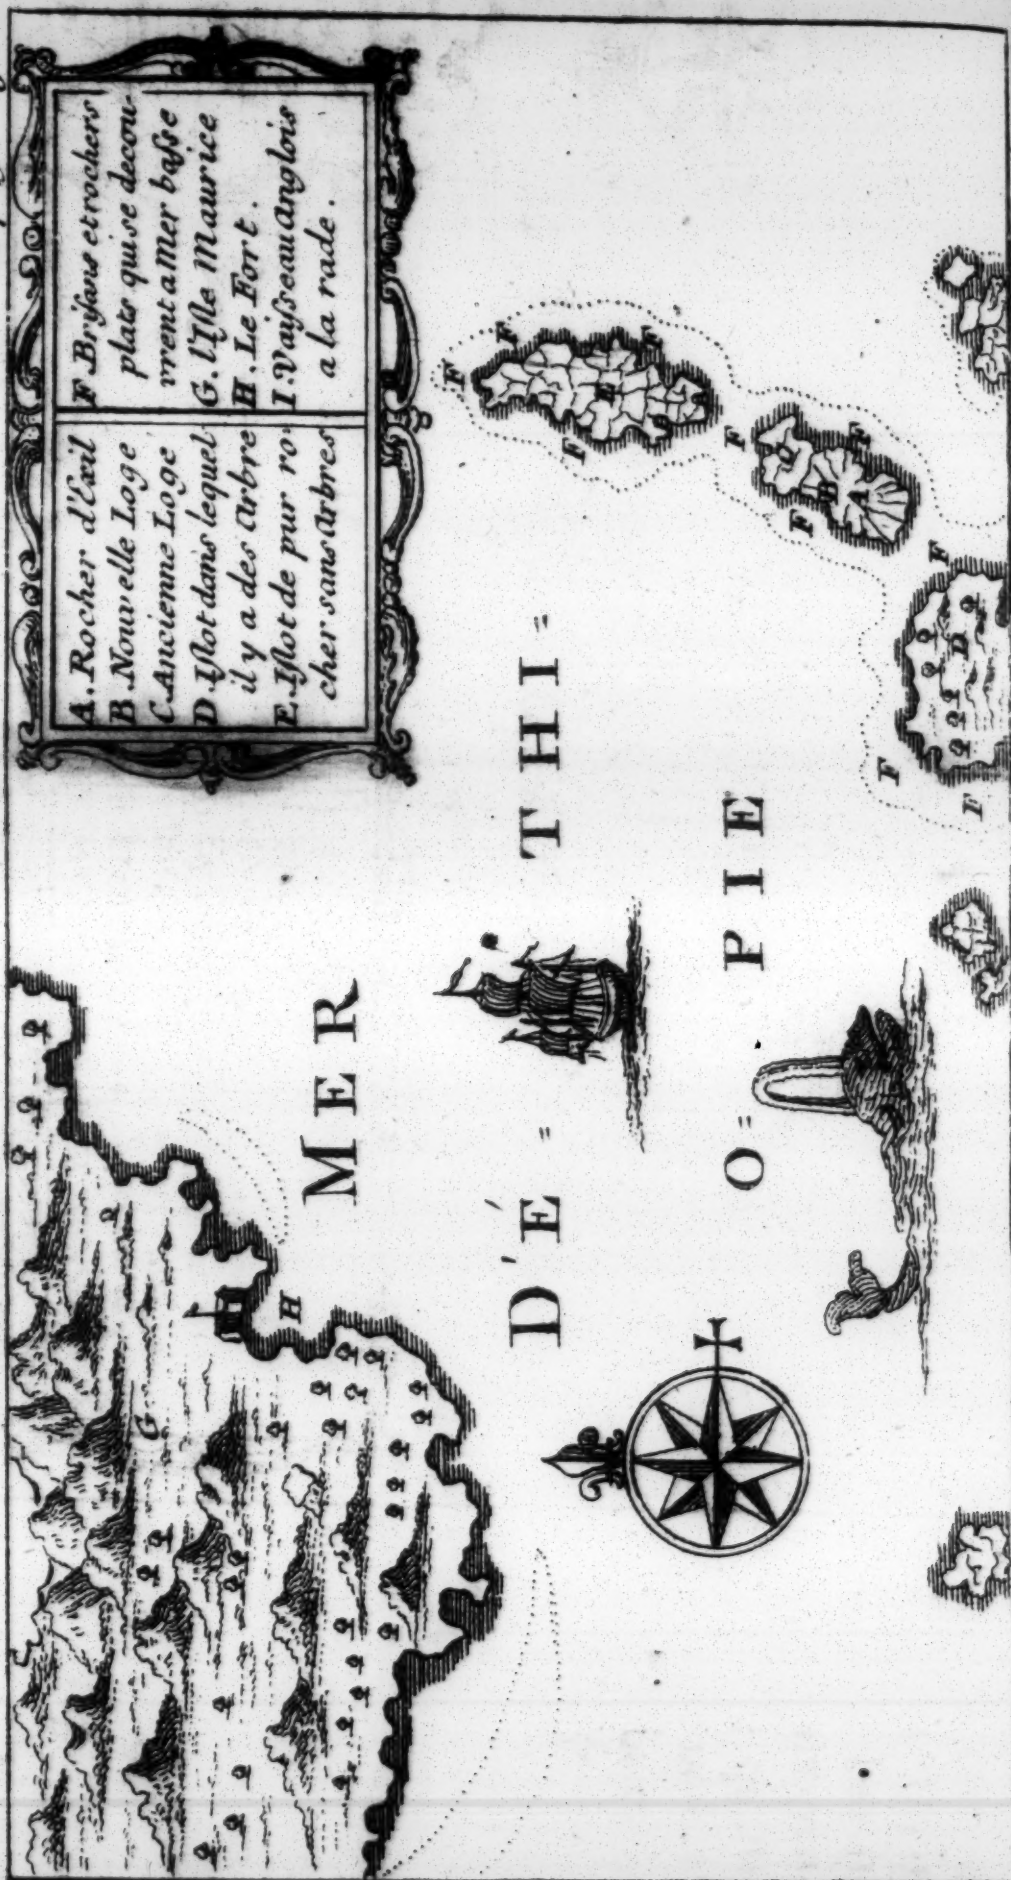 A. Rocher d'Exil
B. Nouvelle Loge
C. Ancienne Loge
D. Islot dans lequel
il y a des Arbre
E. Islot de pur ro-
cher sans Arbres
F. Brisans et rochers
plats qui se decou-
vrent a Mer basse
G. l'Isle Maurice
H. Le Fort.
I. Vaisseau Anglois
a la rade.
MER
D'É = THI =
O = PIE
G
H
F
F
F
F
E
C
F
F
F
Q
B
A
F
D
F
F